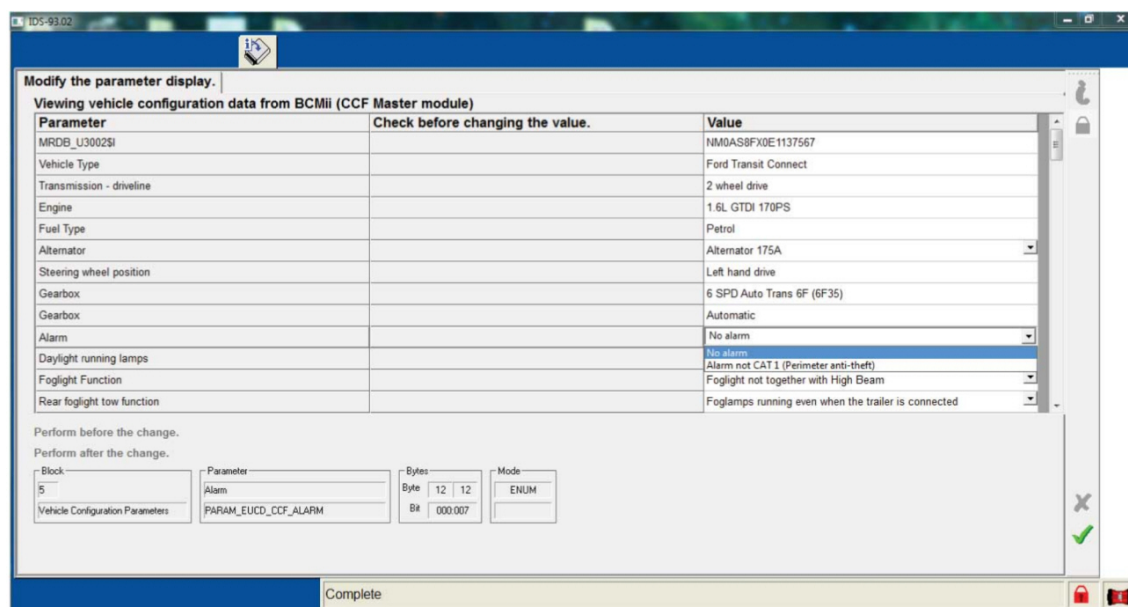 IDS-93.02
Modify the parameter display.
Viewing vehicle configuration data from BCMii (CCF Master module)
Parameter Check before changing the value. Value
MRDB_U3002$I NM0AS8FX0E1137567
Vehicle Type Ford Transit Connect
Transmission - driveline 2 wheel drive
Engine 1.6L GTDI 170PS
Fuel Type Petrol
Alternator Alternator 175A
Steering wheel position Left hand drive
Gearbox 6 SPD Auto Trans 6F (6F35)
Gearbox Automatic
Alarm No alarm
Daylight running lamps No alarm
Alarm not CAT 1 (Perimeter anti-theft)
Foglight Function Foglight not together with High Beam
Rear foglight tow function Foglamps running even when the trailer is connected
Perform before the change.
Perform after the change.
Block Parameter Bytes Mode
5 Alarm Byte 12 12 ENUM
Vehicle Configuration Parameters PARAM_EUCD_CCF_ALARM Bit 000:007
Complete